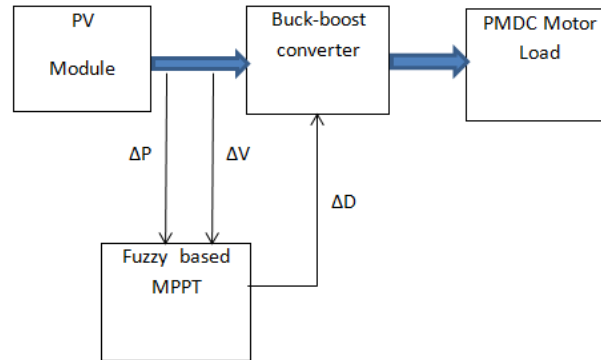 PV
Module
Buck-boost
converter
PMDC Motor
Load
ΔP
ΔV
ΔD
Fuzzy based
MPPT